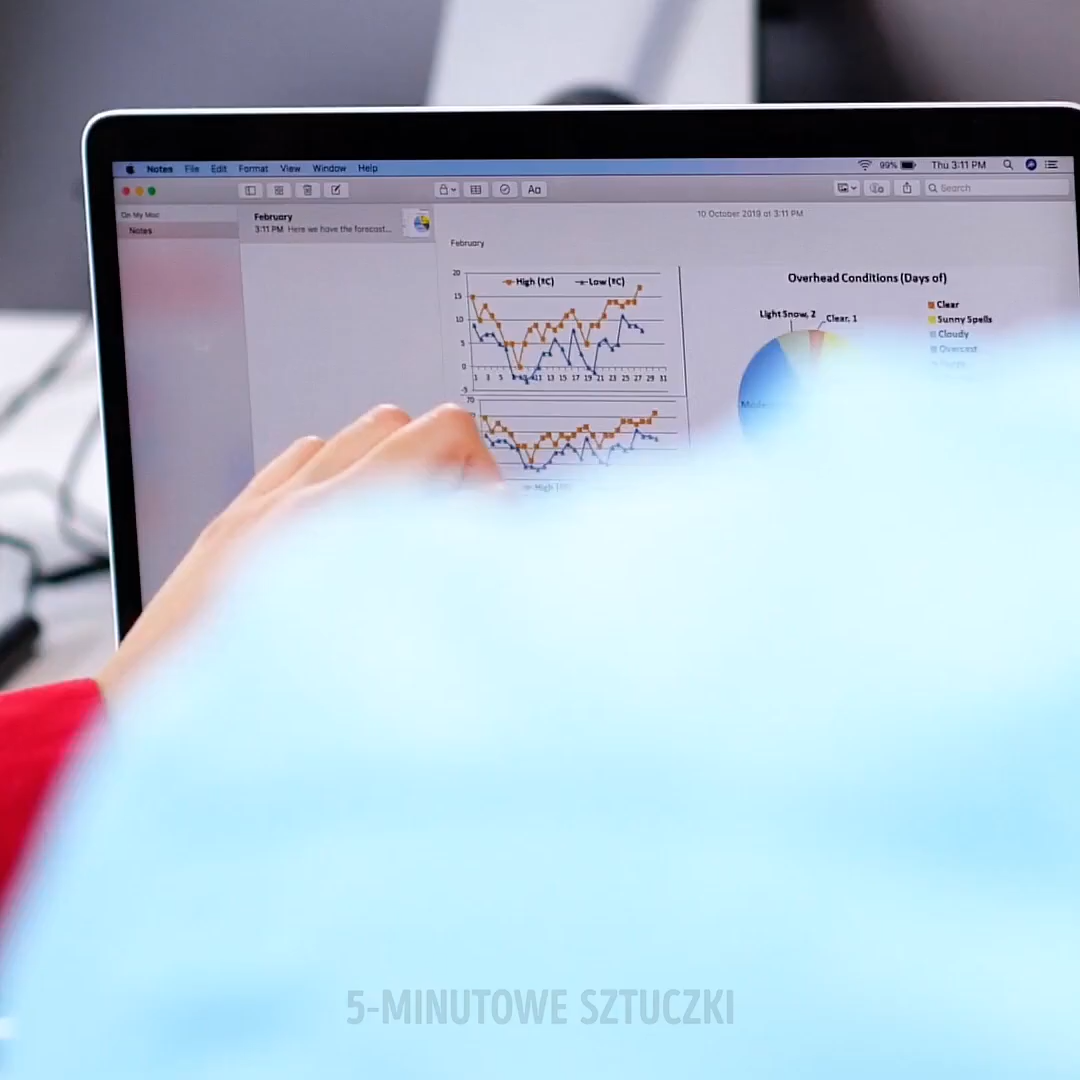 Notes File Edit Format View Window Help 99% Thu 3:11 PM
Search
On My Mac
Notes
February
3:11 PM Here we have the forecast...
10 October 2019 at 3:11 PM
February
High (ºC) Low (ºC)
20
15
10
5
0
-5
1 3 5 13 15 17 19 21 23 25 27 29 31
70
High
Overhead Conditions (Days of)
Light Snow, 2 Clear, 1
Clear
Sunny Spells
Cloudy
Overcast
5-MINUTOWE SZTUCZKI